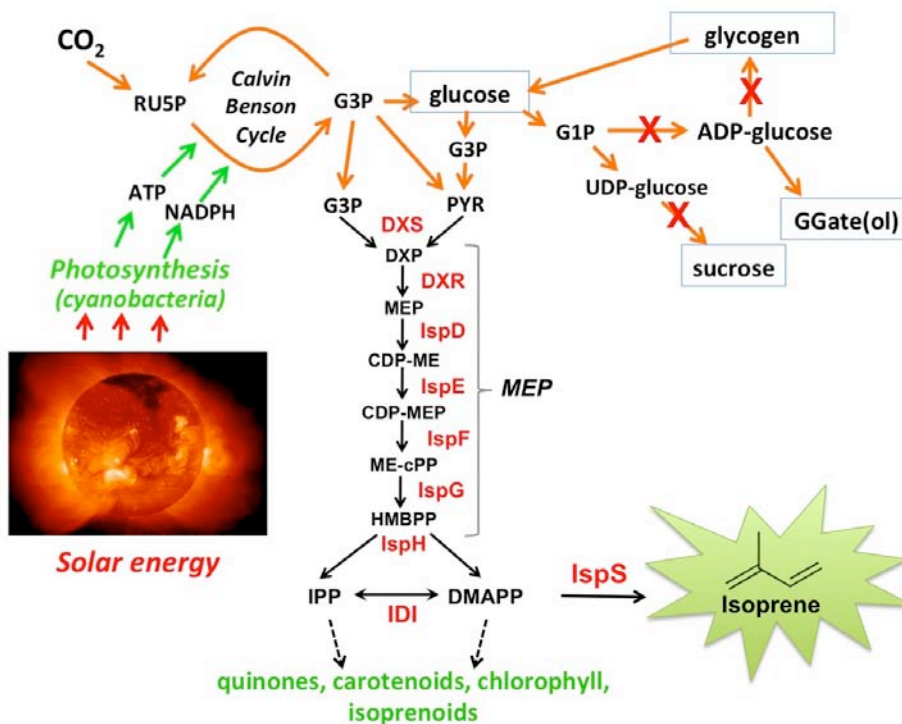 CO2
RU5P
Calvin
Benson
Cycle
G3P
glucose
glycogen
G1P
X
ADP-glucose
X
G3P
UDP-glucose
X
GGate(ol)
sucrose
ATP
NADPH
Photosynthesis
(cyanobacteria)
Solar energy
G3P
PYR
DXS
DXP
DXR
MEP
IspD
CDP-ME
IspE
CDP-MEP
IspF
ME-cPP
IspG
HMBPP
IspH
MEP
IPP
IDI
DMAPP
IspS
Isoprene
quinones, carotenoids, chlorophyll,
isoprenoids